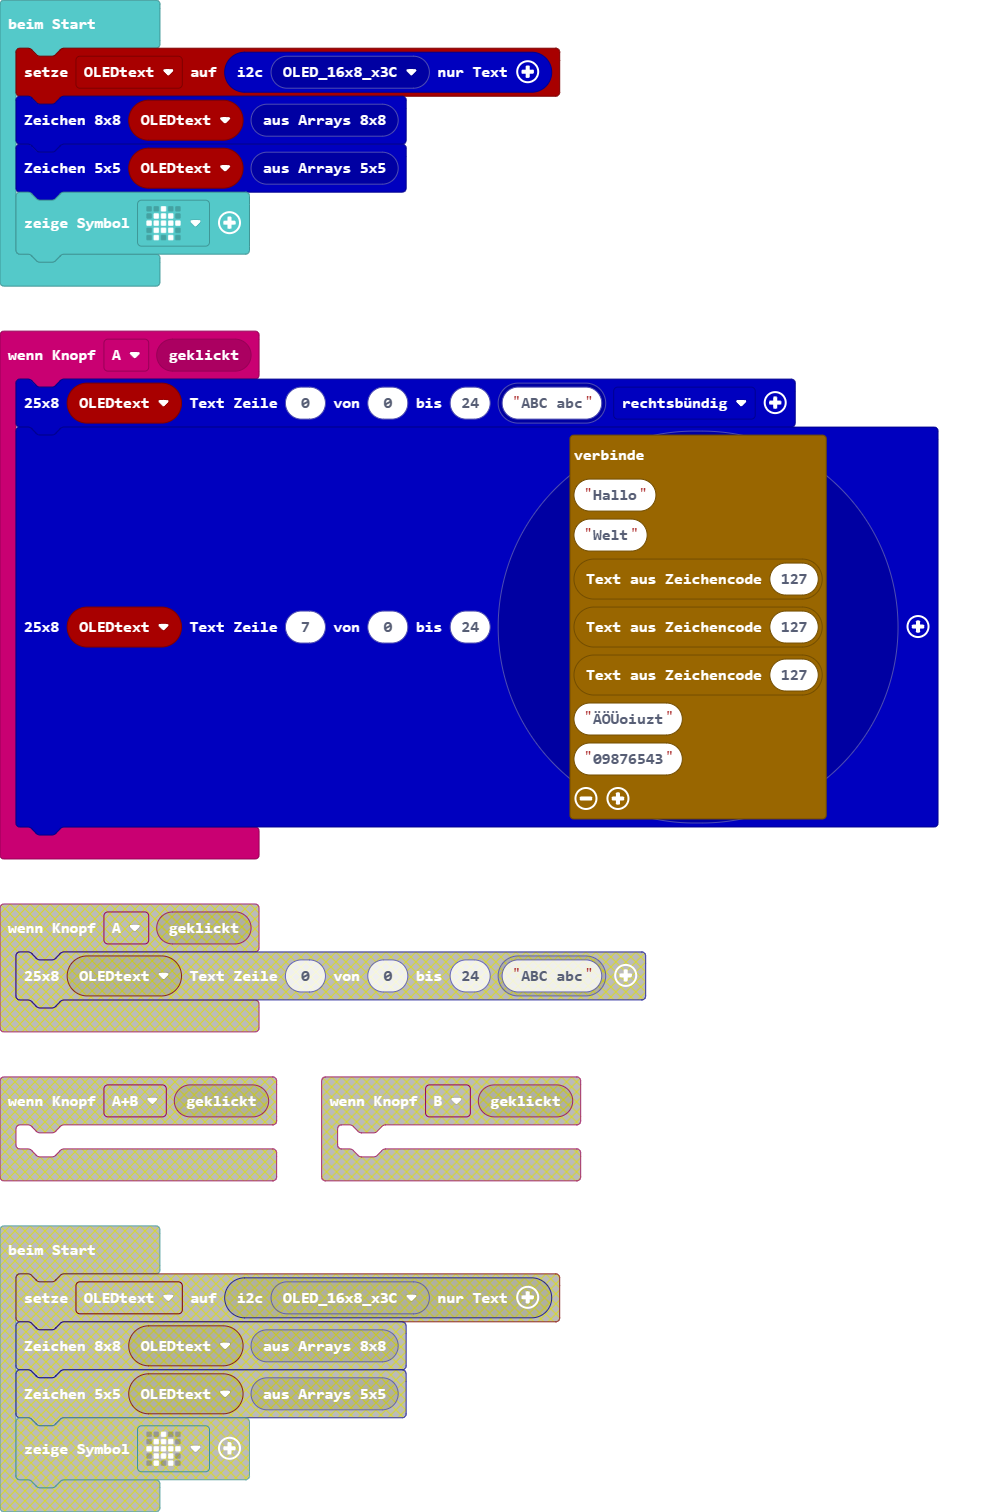 beim Start
setze OLEDtext auf i2c OLED_16x8_x3C nur Text
Zeichen 8x8 OLEDtext aus Arrays 8x8
Zeichen 5x5 OLEDtext aus Arrays 5x5
zeige Symbol
wenn Knopf A geklickt
25x8 OLEDtext Text Zeile 0 von 0 bis 24 "ABC abc" rechtsbündig
verbinde
"Hallo"
"Welt"
Text aus Zeichencode 127
25x8 OLEDtext Text Zeile 7 von 0 bis 24 Text aus Zeichencode 127
Text aus Zeichencode 127
"ÄÖÜoiuzt"
"09876543"
wenn Knopf A geklickt
25x8 OLEDtext Text Zeile 0 von 0 bis 24 "ABC abc"
wenn Knopf A+B geklickt
wenn Knopf B geklickt
beim Start
setze OLEDtext auf i2c OLED_16x8_x3C nur Text
Zeichen 8x8 OLEDtext aus Arrays 8x8
Zeichen 5x5 OLEDtext aus Arrays 5x5
zeige Symbol